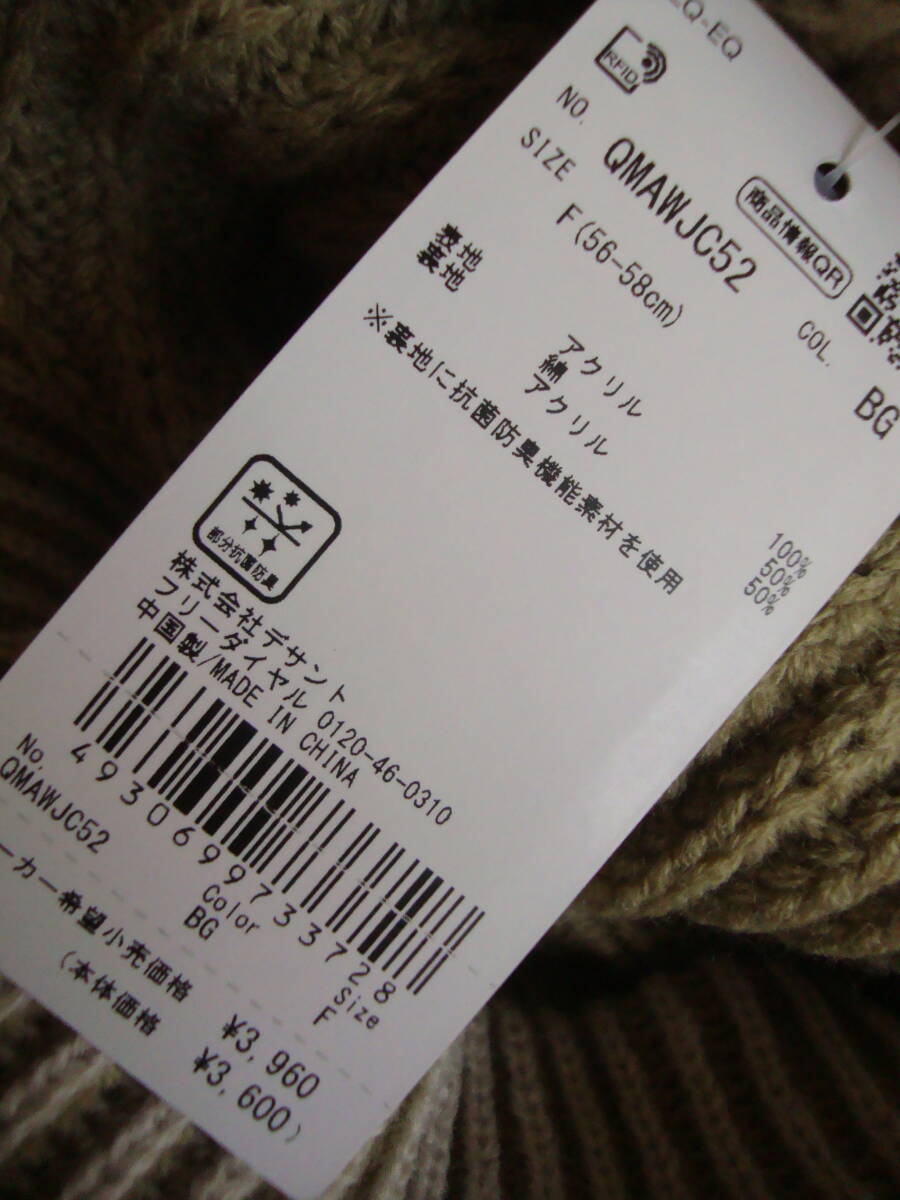 EQ-EQ
RFID
商品情報QR
NO. QMAWJC52 COL. BG
SIZE F(56-58cm)
表地 アクリル 100%
裏地 綿 50%
アクリル 50%
※裏地に抗菌防臭機能素材を使用
部分抗菌防臭
株式会社デサント
フリーダイヤル 0120-46-0310
中国製/MADE IN CHINA
4930699733728
No. Color Size
QMAWJC52 BG F
ーカー希望小売価格 ¥3,960
(本体価格 ¥3,600)